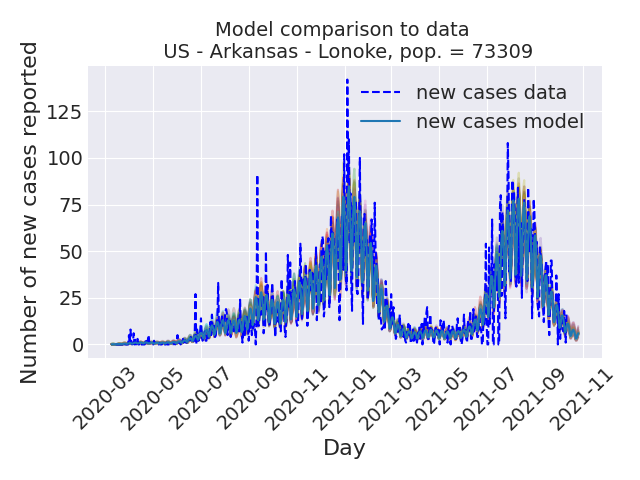 Model comparison to data
US - Arkansas - Lonoke, pop. = 73309
Number of new cases reported
125
100
75
50
25
0
new cases data
new cases model
2020-03
2020-05
2020-07
2020-09
2020-11
2021-01
2021-03
2021-05
2021-07
2021-09
2021-11
Day